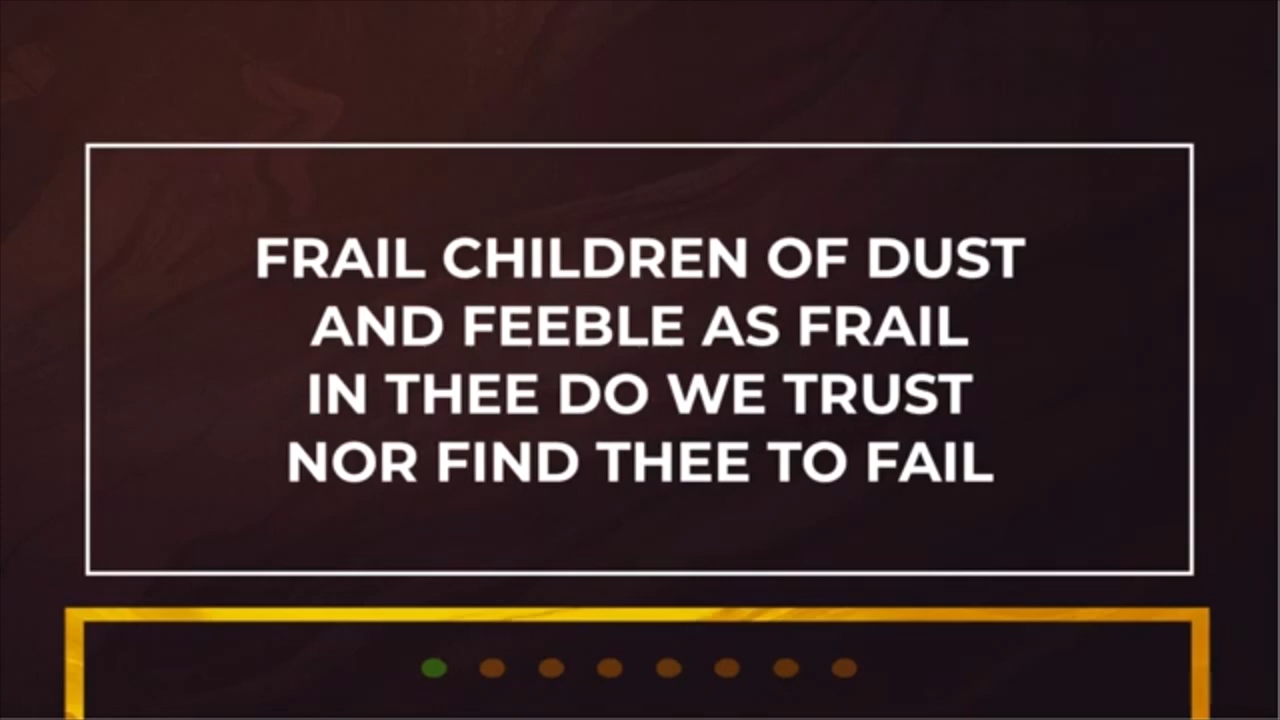 FRAIL CHILDREN OF DUST
AND FEEBLE AS FRAIL
IN THEE DO WE TRUST
NOR FIND THEE TO FAIL